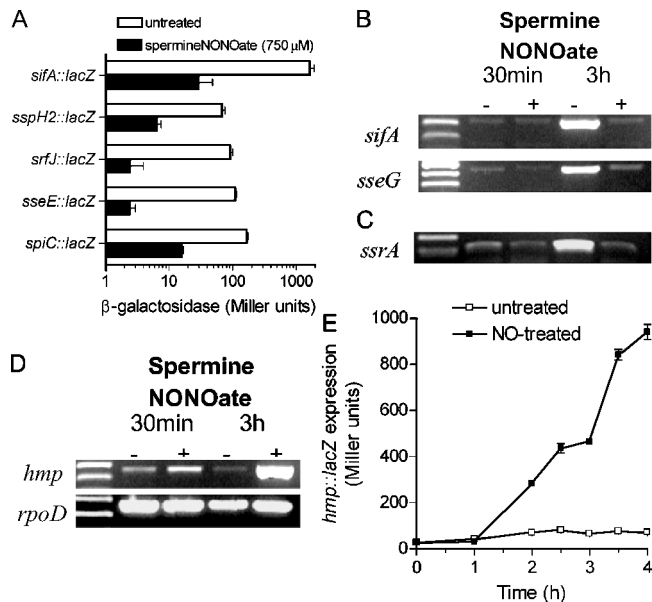 A
untreated
spermineNONOate (750 μM)
sifA::lacZ
sspH2::lacZ
srfJ::lacZ
sseE::lacZ
spiC::lacZ
1 10 100 1000
β-galactosidase (Miller units)
B
Spermine
NONOate
30min 3h
- + - +
sifA
sseG
C
ssrA
D
Spermine
NONOate
30min 3h
- + - +
hmp
rpoD
E
untreated
NO-treated
hmp::lacZ expression
(Miller units)
1000
800
600
400
200
0
0 1 2 3 4
Time (h)